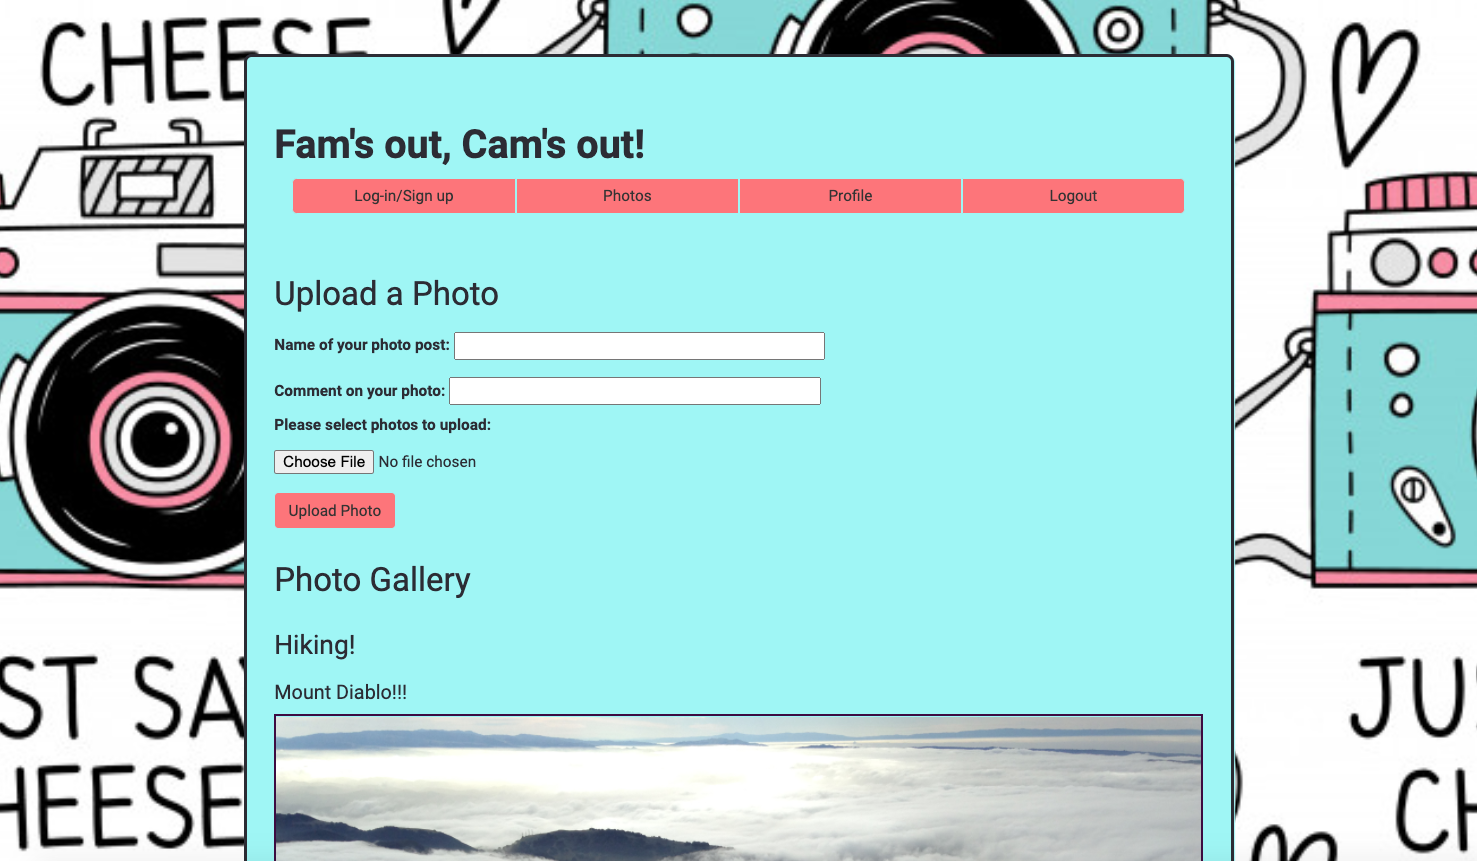 CHEESE
Fam's out, Cam's out!
Log-in/Sign up Photos Profile Logout
Upload a Photo
Name of your photo post:
Comment on your photo:
Please select photos to upload:
Choose File No file chosen
Upload Photo
Photo Gallery
Hiking!
Mount Diablo!!!
ST SA
HEESE
JU
CH